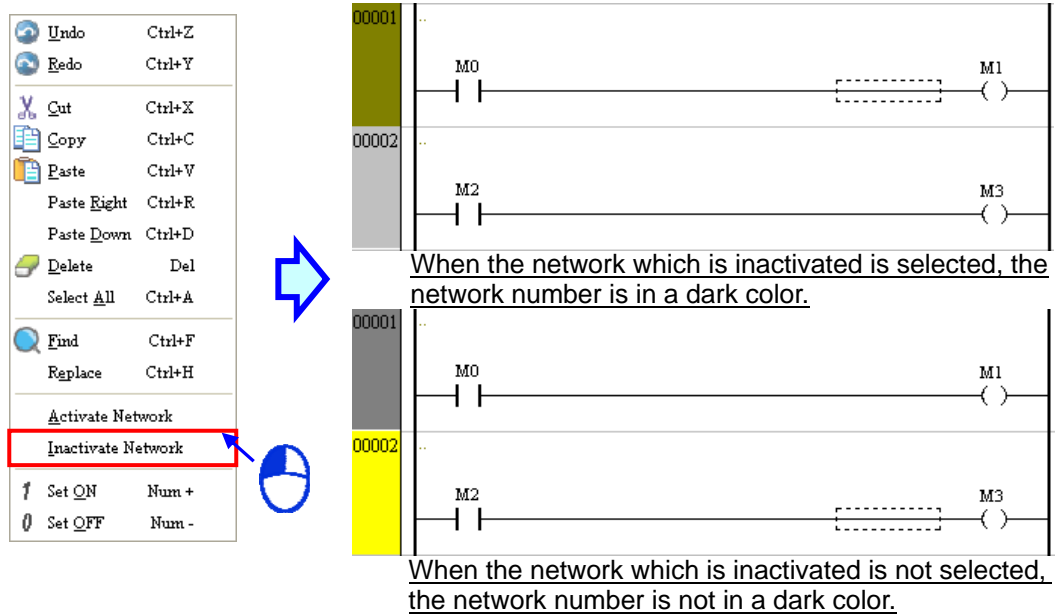 Undo Ctrl+Z
Redo Ctrl+Y
Cut Ctrl+X
Copy Ctrl+C
Paste Ctrl+V
Paste Right Ctrl+R
Paste Down Ctrl+D
Delete Del
Select All Ctrl+A
Find Ctrl+F
Replace Ctrl+H
Activate Network
Inactivate Network
1 Set ON Num +
0 Set OFF Num -
00001
M0 M1
00002
M2 M3
When the network which is inactivated is selected, the
network number is in a dark color.
00001
M0 M1
00002
M2 M3
When the network which is inactivated is not selected,
the network number is not in a dark color.